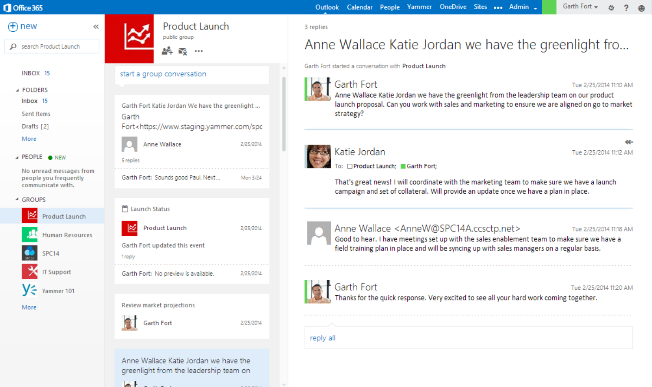 Office 365
Outlook Calendar People Yammer OneDrive Sites ••• Admin Garth Fort ?
new
search Product Launch
INBOX 15
FOLDERS
Inbox 15
Sent Items
Drafts [2]
More
PEOPLE NEW
No unread messages from
people you frequently
communicate with.
GROUPS
Product Launch
Human Resources
SPC14
IT Support
Yammer 101
More
Product Launch
public group
start a group conversation
Garth Fort Katie Jordan We have the greenlight ...
Garth
Fort<https://www.staging.yammer.com/spc
Anne Wallace 2/25/2014
5 replies
Garth Fort: Sounds good Paul. Next... Mon 3/24
Launch Status
Product Launch 2/25/2014
Garth Fort updated this event
1 reply
Garth Fort: No preview is available. 2/25/2014
Review market projections
Garth Fort 2/25/2014
Anne Wallace Katie Jordan we have the
greenlight from the leadership team on
3 replies
Anne Wallace Katie Jordan we have the greenlight fro...
Garth Fort started a conversation with Product Launch
Garth Fort Tue 2/25/2014 11:10 AM
Anne Wallace Katie Jordan we have the greenlight from the leadership team on our product
launch proposal. Can you work with sales and marketing to ensure we are aligned on go to market
strategy?
Katie Jordan Tue 2/25/2014 11:12 AM
To: Product Launch; Garth Fort;
That's great news! I will coordinate with the marketing team to make sure we have a launch
campaign and set of collateral. Will provide an update once we have a plan in place.
Anne Wallace <AnneW@SPC14A.ccsctp.net> Tue 2/25/2014 11:18 AM
Good to hear. I have meetings set up with the sales enablement team to make sure we have a
field training plan in place and will be syncing up with sales managers on a regular basis.
Garth Fort Tue 2/25/2014 11:20 AM
Thanks for the quick response. Very excited to see all your hard work coming together.
reply all